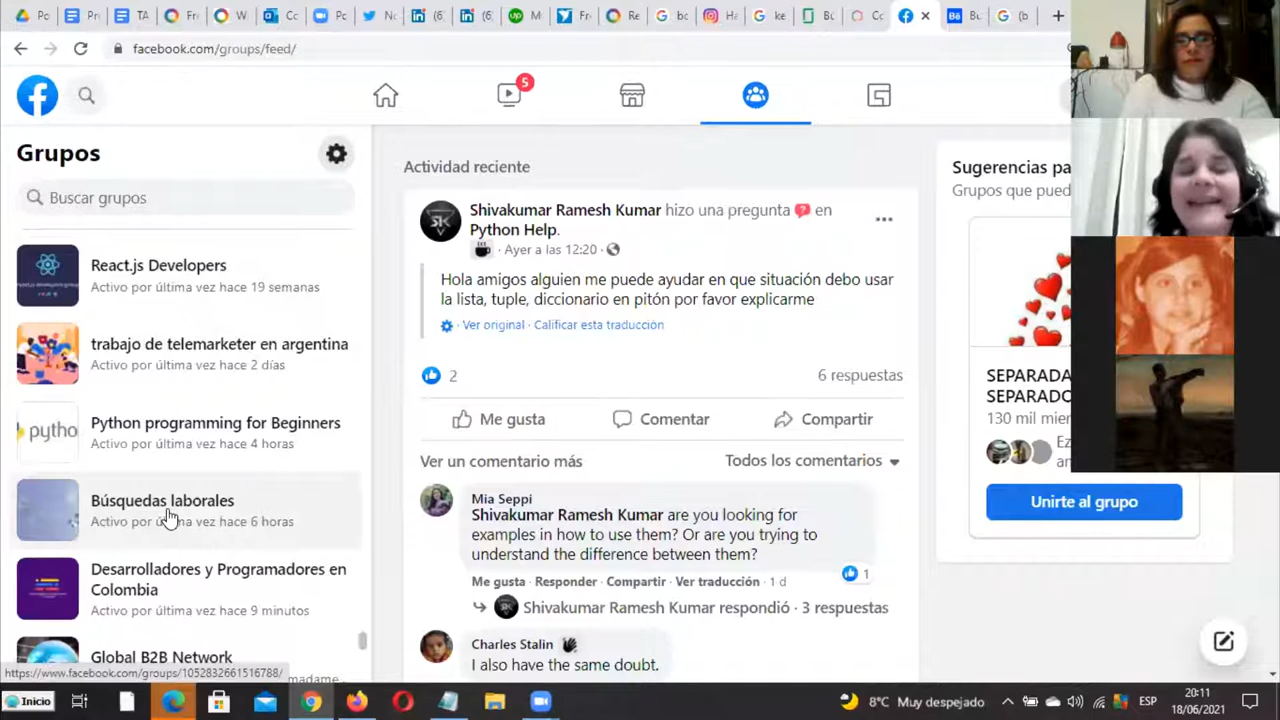 facebook.com/groups/feed/
5
Grupos
Buscar grupos
React.js Developers
Activo por última vez hace 19 semanas
trabajo de telemarketer en argentina
Activo por última vez hace 2 días
pytho
Python programming for Beginners
Activo por última vez hace 4 horas
Búsquedas laborales
Activo por última vez hace 6 horas
Desarrolladores y Programadores en
Colombia
Activo por última vez hace 9 minutos
Global B2B Network
https://www.facebook.com/groups/1052832661516788/
Actividad reciente
Shivakumar Ramesh Kumar hizo una pregunta en
Python Help.
· Ayer a las 12:20 ·
Hola amigos alguien me puede ayudar en que situación debo usar
la lista, tuple, diccionario en pitón por favor explicarme
· Ver original · Calificar esta traducción
2
6 respuestas
Me gusta
Comentar
Compartir
Ver un comentario más
Todos los comentarios
Mia Seppi
Shivakumar Ramesh Kumar are you looking for
examples in how to use them? Or are you trying to
understand the difference between them?
1
Me gusta · Responder · Compartir · Ver traducción · 1 d
Shivakumar Ramesh Kumar respondió · 3 respuestas
Charles Stalin
I also have the same doubt.
Sugerencias pa
Grupos que pued
SEPARADA
SEPARADO
130 mil mie
Ez
Unirte al grupo
Inicio
8°C Muy despejado
ESP
20:11
18/06/2021